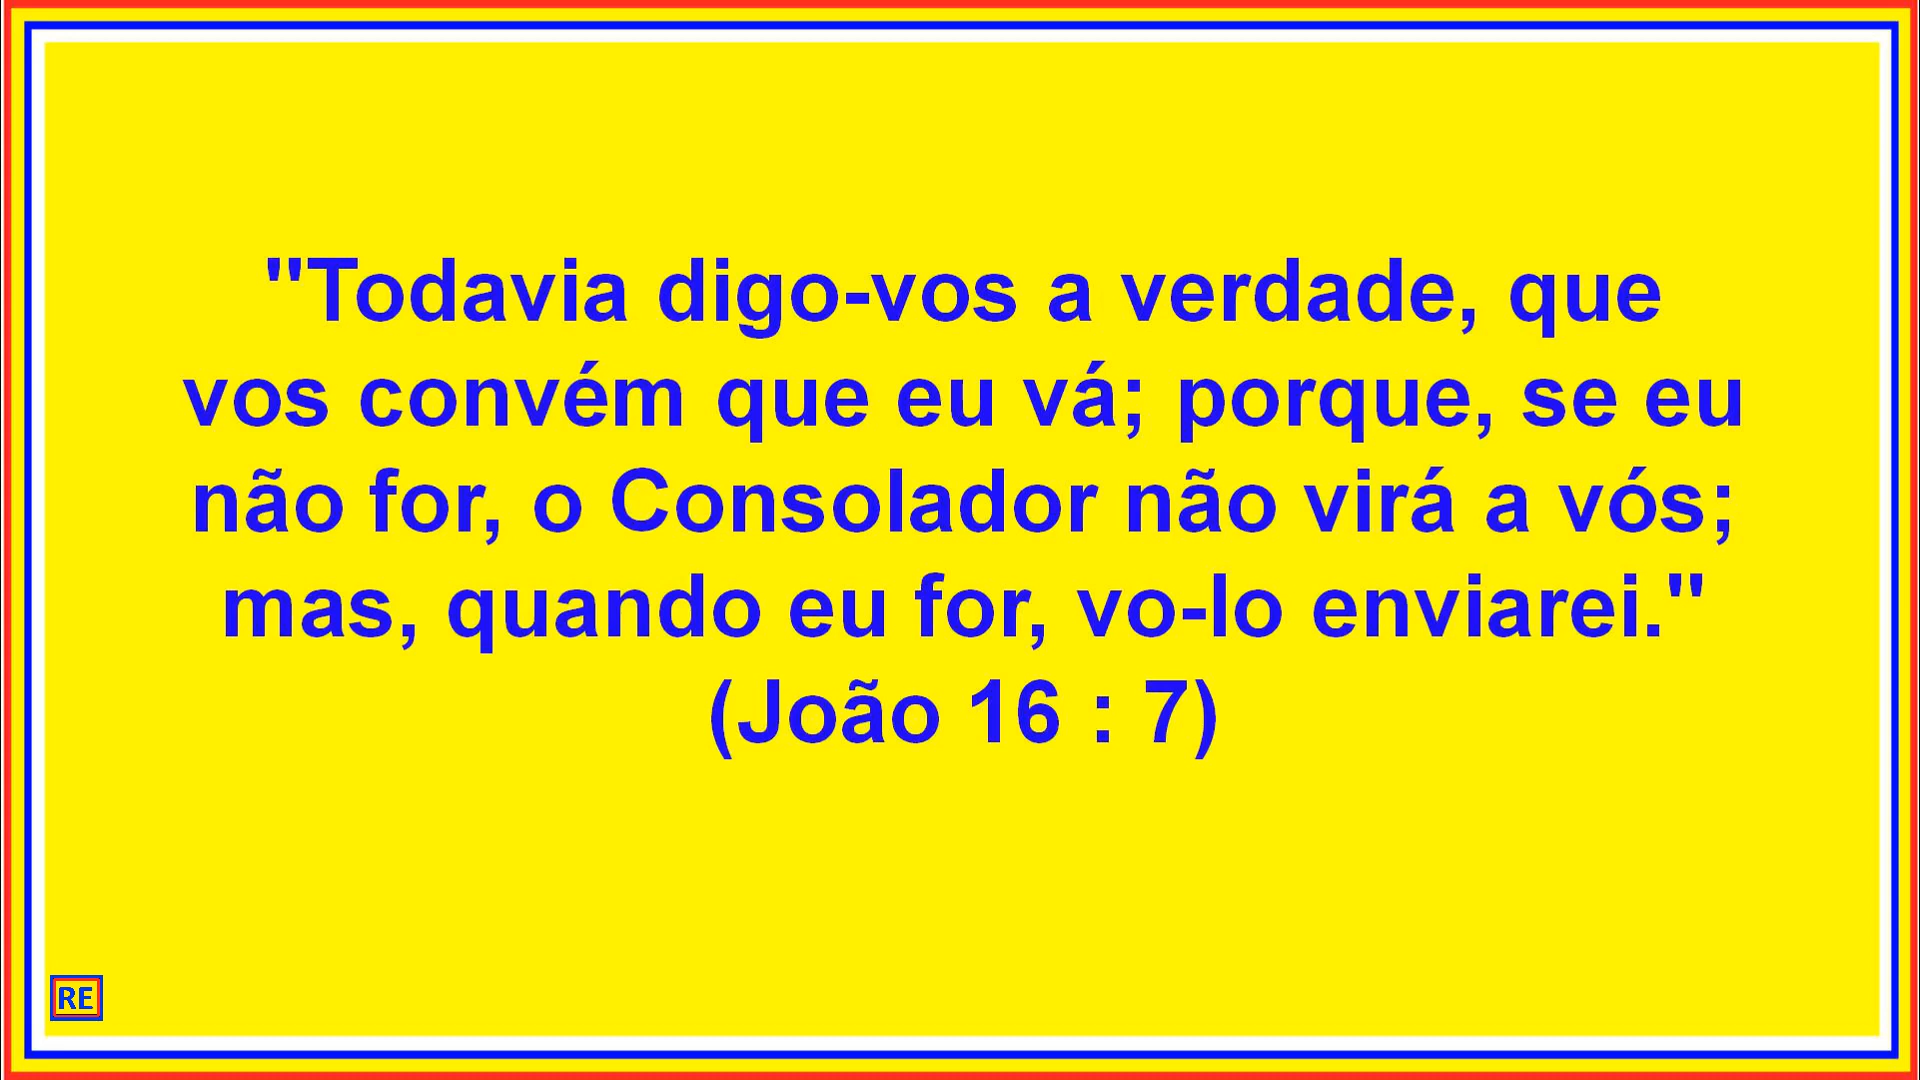 "Todavia digo-vos a verdade, que
vos convém que eu vá; porque, se eu
não for, o Consolador não virá a vós;
mas, quando eu for, vo-lo enviarei."
(João 16 : 7)
RE